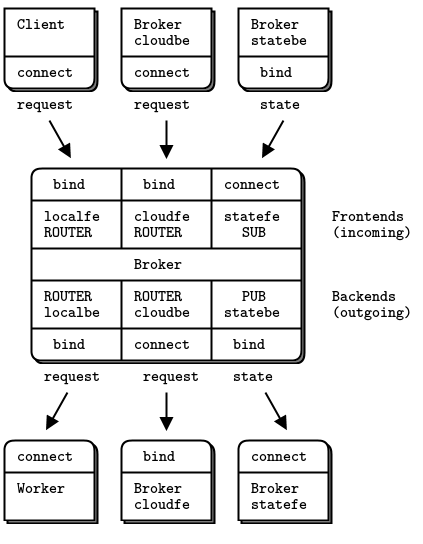 Client
Broker
cloudbe
Broker
statebe
connect
connect
bind
request
request
state
bind
bind
connect
localfe
ROUTER
cloudfe
ROUTER
statefe
SUB
Frontends
(incoming)
Broker
ROUTER
localbe
ROUTER
cloudbe
PUB
statebe
Backends
(outgoing)
bind
connect
bind
request
request
state
connect
bind
connect
Worker
Broker
cloudfe
Broker
statefe